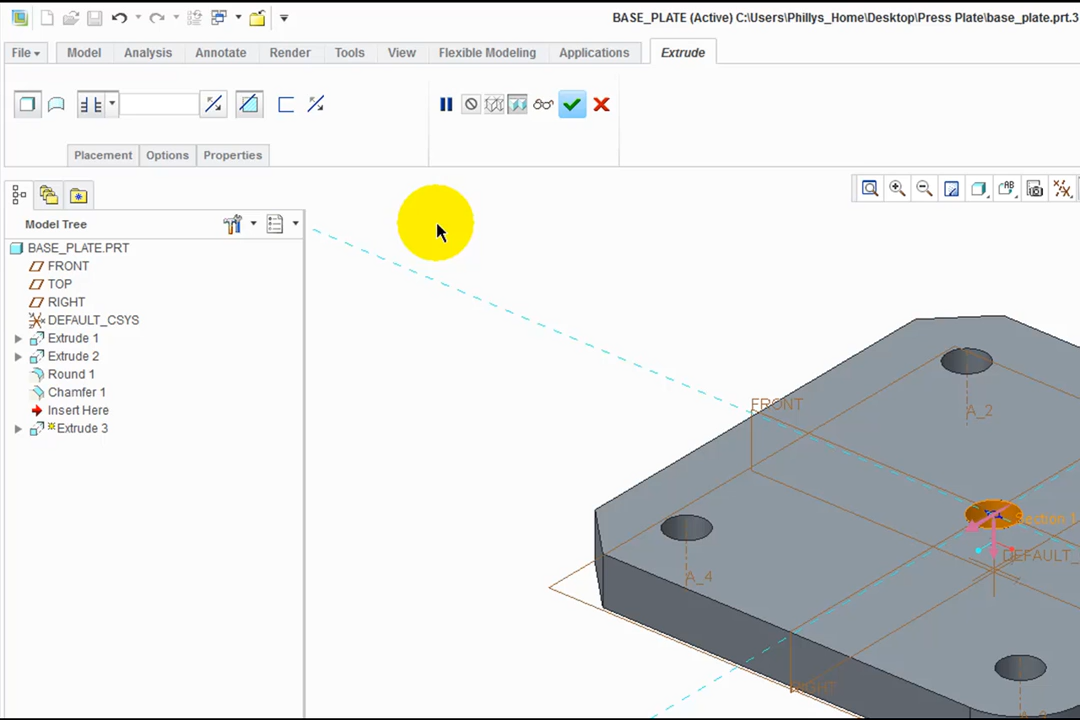 BASE_PLATE (Active) C:\Users\Phillys_Home\Desktop\Press Plate\base_plate.prt.3
File Model Analysis Annotate Render Tools View Flexible Modeling Applications Extrude
Placement Options Properties
Model Tree
BASE_PLATE.PRT
FRONT
TOP
RIGHT
DEFAULT_CSYS
Extrude 1
Extrude 2
Round 1
Chamfer 1
Insert Here
Extrude 3
FRONT
A_2
Section 1
DEFAULT_
A_4
RIGHT